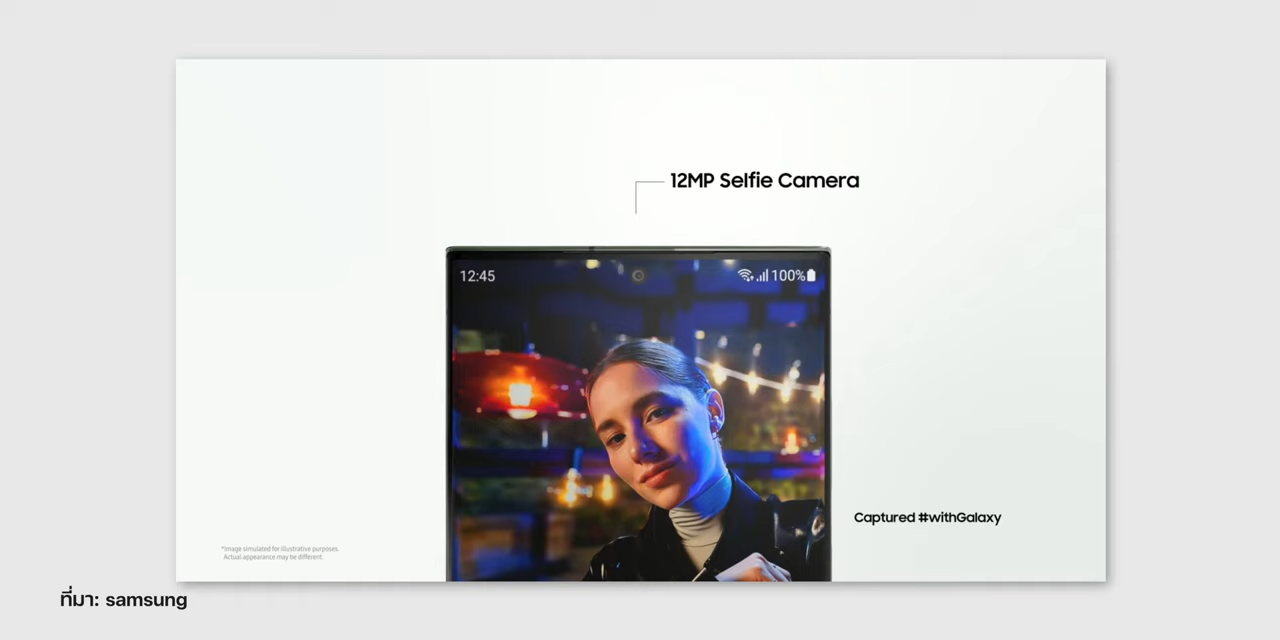 12MP Selfie Camera
12:45 100%
Captured #withGalaxy
*Image simulated for illustrative purposes.
Actual appearance may be different.
ที่มา: samsung